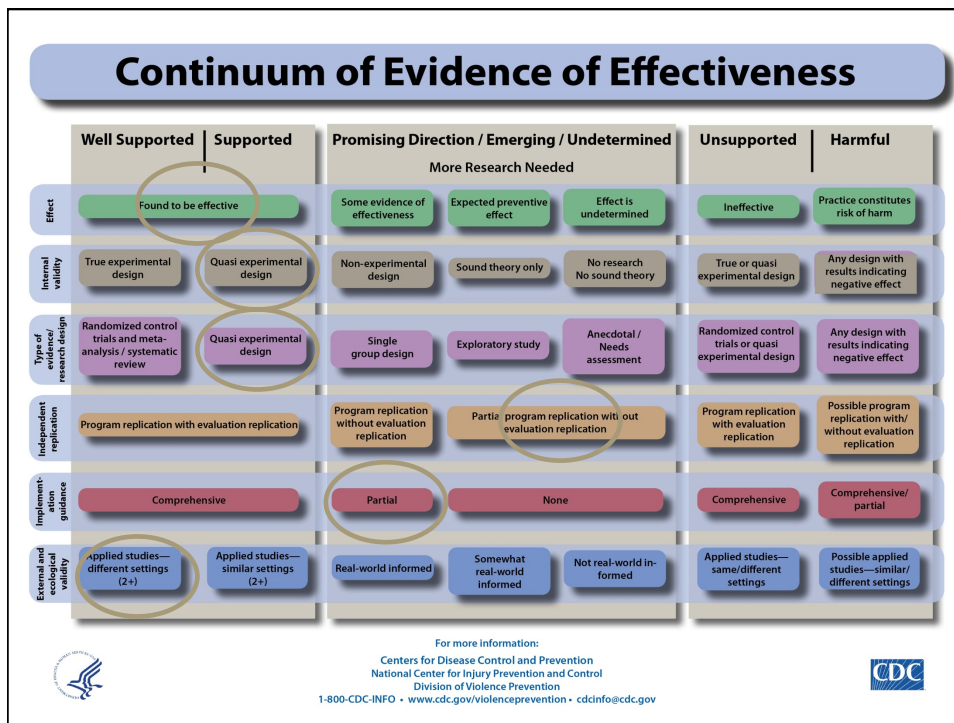 Continuum of Evidence of Effectiveness
Well Supported
Supported
Promising Direction / Emerging / Undetermined
More Research Needed
Unsupported
Harmful
Effect
Found to be effective
Some evidence of
effectiveness
Expected preventive
effect
Effect is
undetermined
Ineffective
Practice constitutes
risk of harm
Internal
validity
True experimental
design
Quasi experimental
design
Non-experimental
design
Sound theory only
No research
No sound theory
True or quasi
experimental design
Any design with
results indicating
negative effect
Type of
evidence/
research design
Randomized control
trials and meta-
analysis / systematic
review
Quasi experimental
design
Single
group design
Exploratory study
Anecdotal /
Needs
assessment
Randomized control
trials or quasi
experimental design
Any design with
results indicating
negative effect
Independent
replication
Program replication with evaluation replication
Program replication
without evaluation
replication
Partial program replication without
evaluation replication
Program replication
with evaluation
replication
Possible program
replication with/
without evaluation
replication
Implement-
ation
guidance
Comprehensive
Partial
None
Comprehensive
Comprehensive/
partial
External and
ecological
validity
Applied studies—
different settings
(2+)
Applied studies—
similar settings
(2+)
Real-world informed
Somewhat
real-world
informed
Not real-world in-
formed
Applied studies—
same/different
settings
Possible applied
studies—similar/
different settings
For more information:
Centers for Disease Control and Prevention
National Center for Injury Prevention and Control
Division of Violence Prevention
1-800-CDC-INFO • www.cdc.gov/violenceprevention • cdcinfo@cdc.gov
CDC